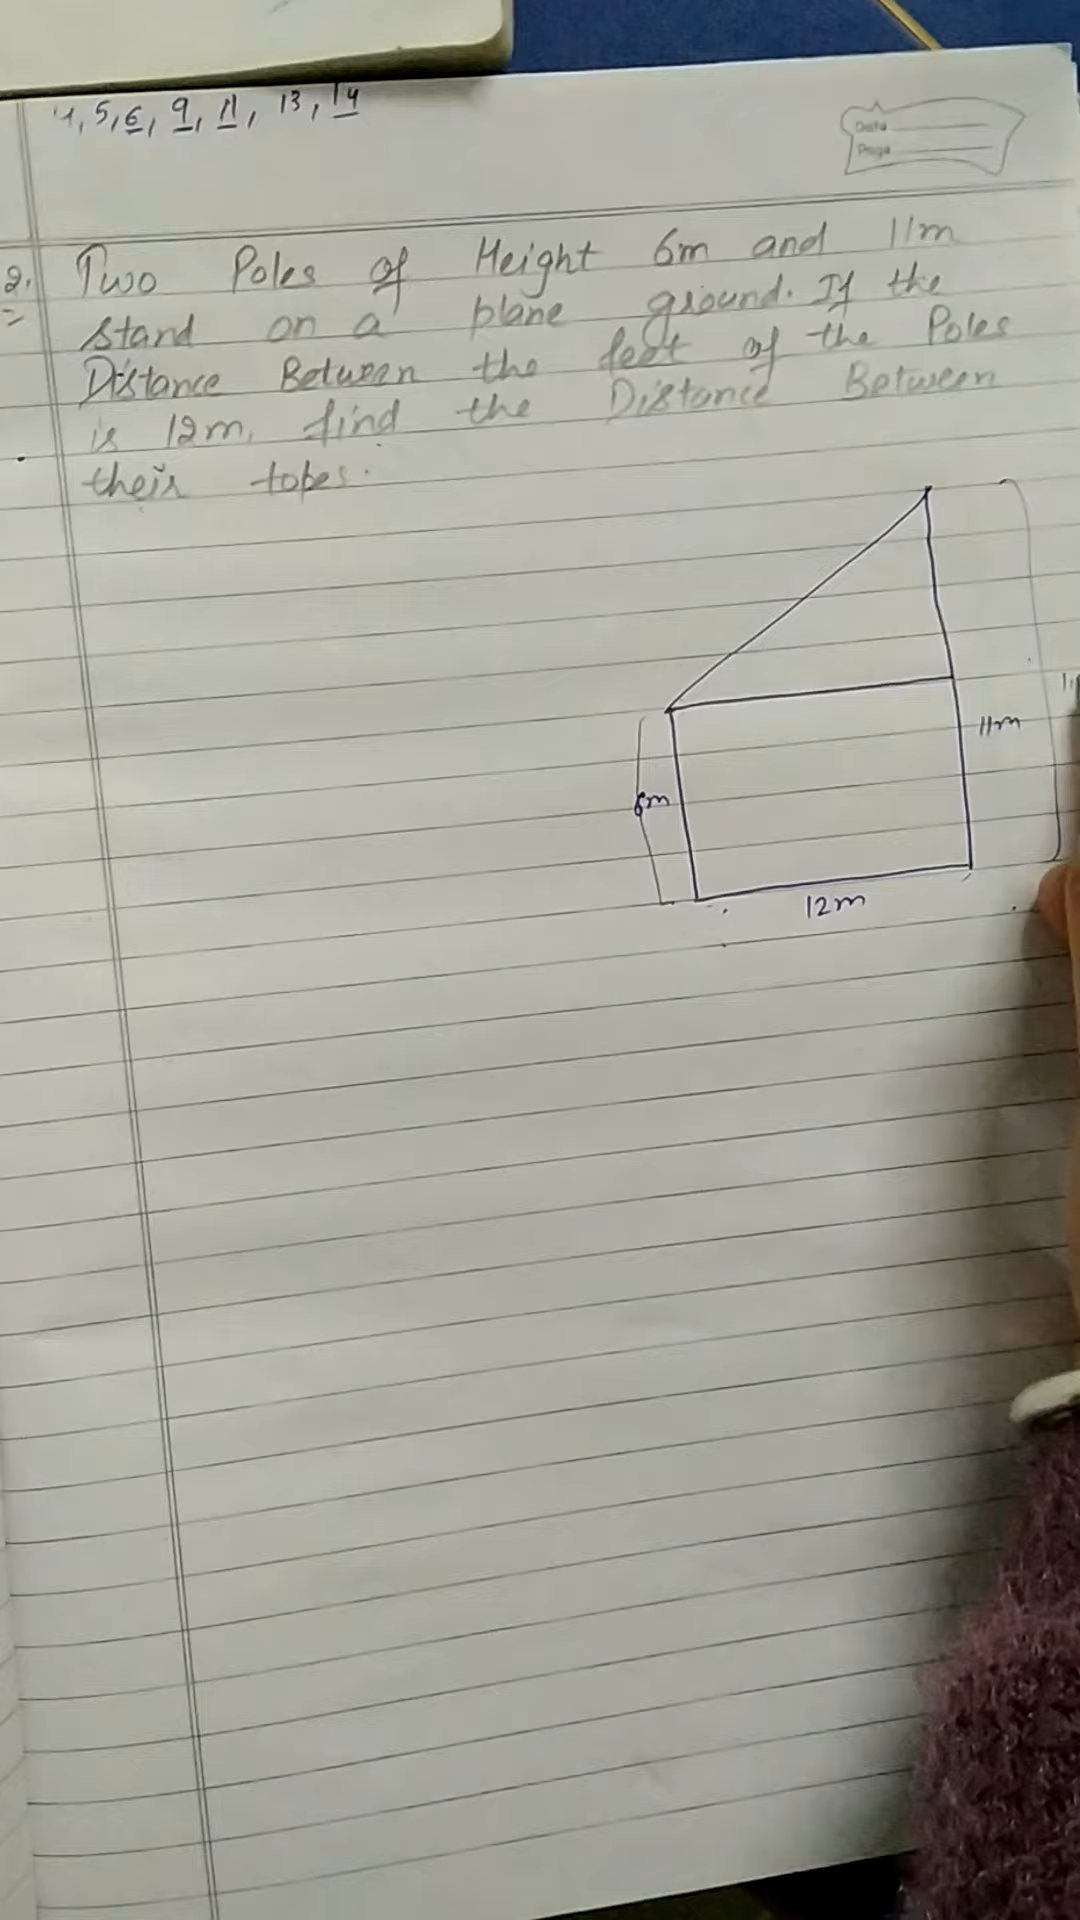 5, 6, 9, 11, 13, 14
Date
Page
2. Two Poles of Height 6m and 11m
stand on a plane ground. If the
Distance Between the feet of the Poles
is 12m, find the Distance Between
their topes.
11m
6m
12m